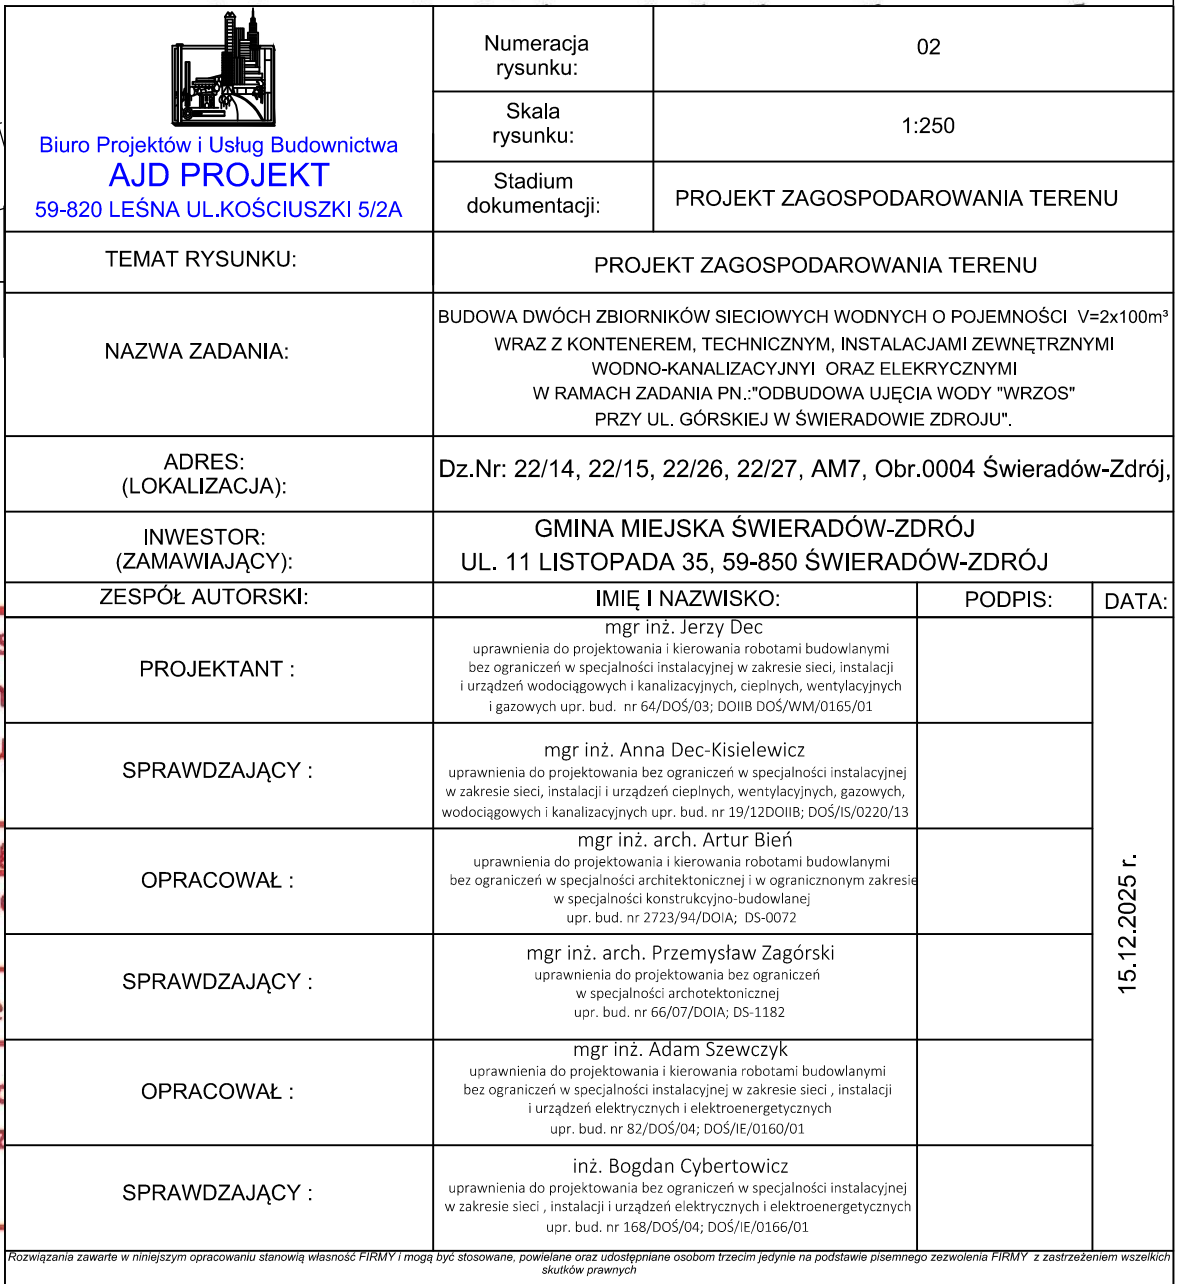 Biuro Projektów i Usług Budownictwa
AJD PROJEKT
59-820 LEŚNA UL.KOŚCIUSZKI 5/2A
Numeracja
rysunku:
02
Skala
rysunku:
1:250
Stadium
dokumentacji:
PROJEKT ZAGOSPODAROWANIA TERENU
TEMAT RYSUNKU:
PROJEKT ZAGOSPODAROWANIA TERENU
NAZWA ZADANIA:
BUDOWA DWÓCH ZBIORNIKÓW SIECIOWYCH WODNYCH O POJEMNOŚCI V=2x100m³
WRAZ Z KONTENEREM, TECHNICZNYM, INSTALACJAMI ZEWNĘTRZNYMI
WODNO-KANALIZACYJNYI ORAZ ELEKRYCZNYMI
W RAMACH ZADANIA PN.:"ODBUDOWA UJĘCIA WODY "WRZOS"
PRZY UL. GÓRSKIEJ W ŚWIERADOWIE ZDROJU".
ADRES:
(LOKALIZACJA):
Dz.Nr: 22/14, 22/15, 22/26, 22/27, AM7, Obr.0004 Świeradów-Zdrój,
INWESTOR:
(ZAMAWIAJĄCY):
GMINA MIEJSKA ŚWIERADÓW-ZDRÓJ
UL. 11 LISTOPADA 35, 59-850 ŚWIERADÓW-ZDRÓJ
ZESPÓŁ AUTORSKI:
IMIĘ I NAZWISKO:
PODPIS:
DATA:
PROJEKTANT :
mgr inż. Jerzy Dec
uprawnienia do projektowania i kierowania robotami budowlanymi
bez ograniczeń w specjalności instalacyjnej w zakresie sieci, instalacji
i urządzeń wodociągowych i kanalizacyjnych, cieplnych, wentylacyjnych
i gazowych upr. bud. nr 64/DOŚ/03; DOIIB DOŚ/WM/0165/01
SPRAWDZAJĄCY :
mgr inż. Anna Dec-Kisielewicz
uprawnienia do projektowania bez ograniczeń w specjalności instalacyjnej
w zakresie sieci, instalacji i urządzeń cieplnych, wentylacyjnych, gazowych,
wodociągowych i kanalizacyjnych upr. bud. nr 19/12DOIIB; DOŚ/IS/0220/13
OPRACOWAŁ :
mgr inż. arch. Artur Bień
uprawnienia do projektowania i kierowania robotami budowlanymi
bez ograniczeń w specjalności architektonicznej i w ogranicznonym zakresie
w specjalności konstrukcyjno-budowlanej
upr. bud. nr 2723/94/DOIA; DS-0072
SPRAWDZAJĄCY :
mgr inż. arch. Przemysław Zagórski
uprawnienia do projektowania bez ograniczeń
w specjalności archotektonicznej
upr. bud. nr 66/07/DOIA; DS-1182
OPRACOWAŁ :
mgr inż. Adam Szewczyk
uprawnienia do projektowania i kierowania robotami budowlanymi
bez ograniczeń w specjalności instalacyjnej w zakresie sieci , instalacji
i urządzeń elektrycznych i elektroenergetycznych
upr. bud. nr 82/DOŚ/04; DOŚ/IE/0160/01
SPRAWDZAJĄCY :
inż. Bogdan Cybertowicz
uprawnienia do projektowania bez ograniczeń w specjalności instalacyjnej
w zakresie sieci , instalacji i urządzeń elektrycznych i elektroenergetycznych
upr. bud. nr 168/DOŚ/04; DOŚ/IE/0166/01
15.12.2025 r.
Rozwiązania zawarte w niniejszym opracowaniu stanowią własność FIRMY i mogą być stosowane, powielane oraz udostępniane osobom trzecim jedynie na podstawie pisemnego zezwolenia FIRMY z zastrzeżeniem wszelkich
skutków prawnych